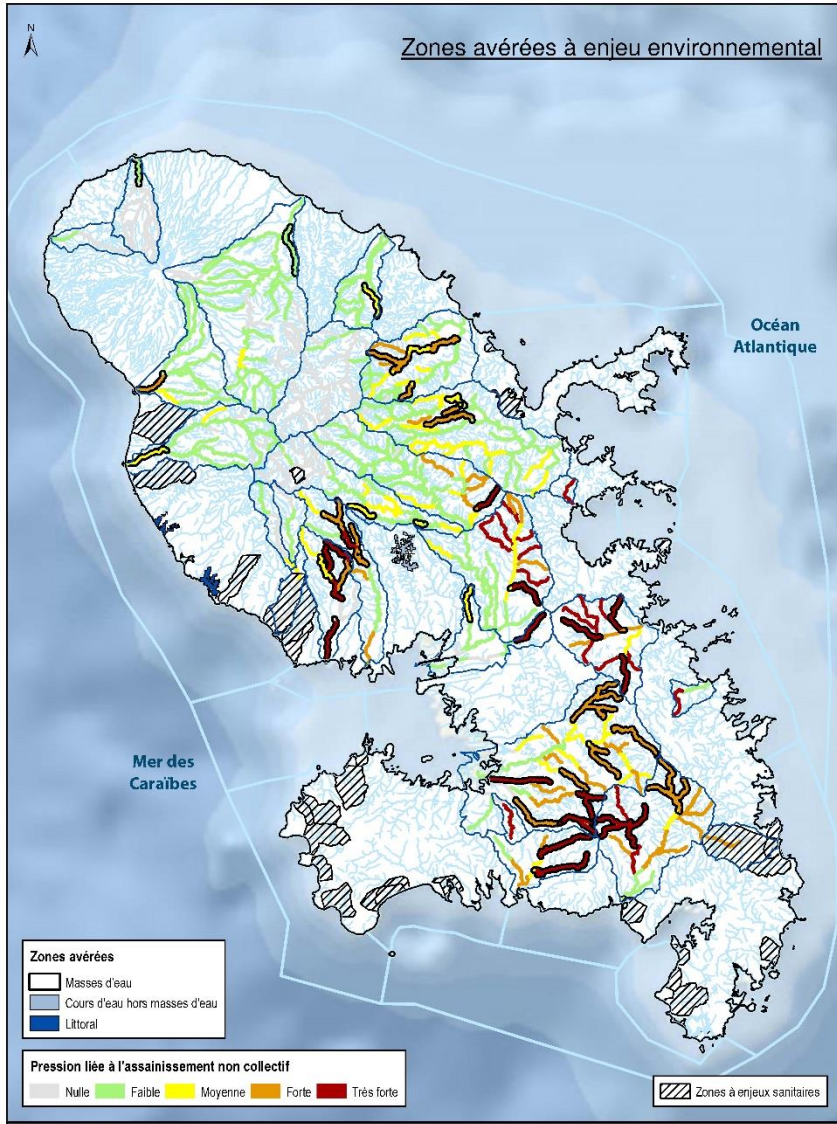 N
Zones avérées à enjeu environnemental
Océan
Atlantique
Mer des
Caraïbes
Zones avérées
Masses d'eau
Cours d'eau hors masses d'eau
Littoral
Pression liée à l'assainissement non collectif
Nulle Faible Moyenne Forte Très forte
Zones à enjeux sanitaires